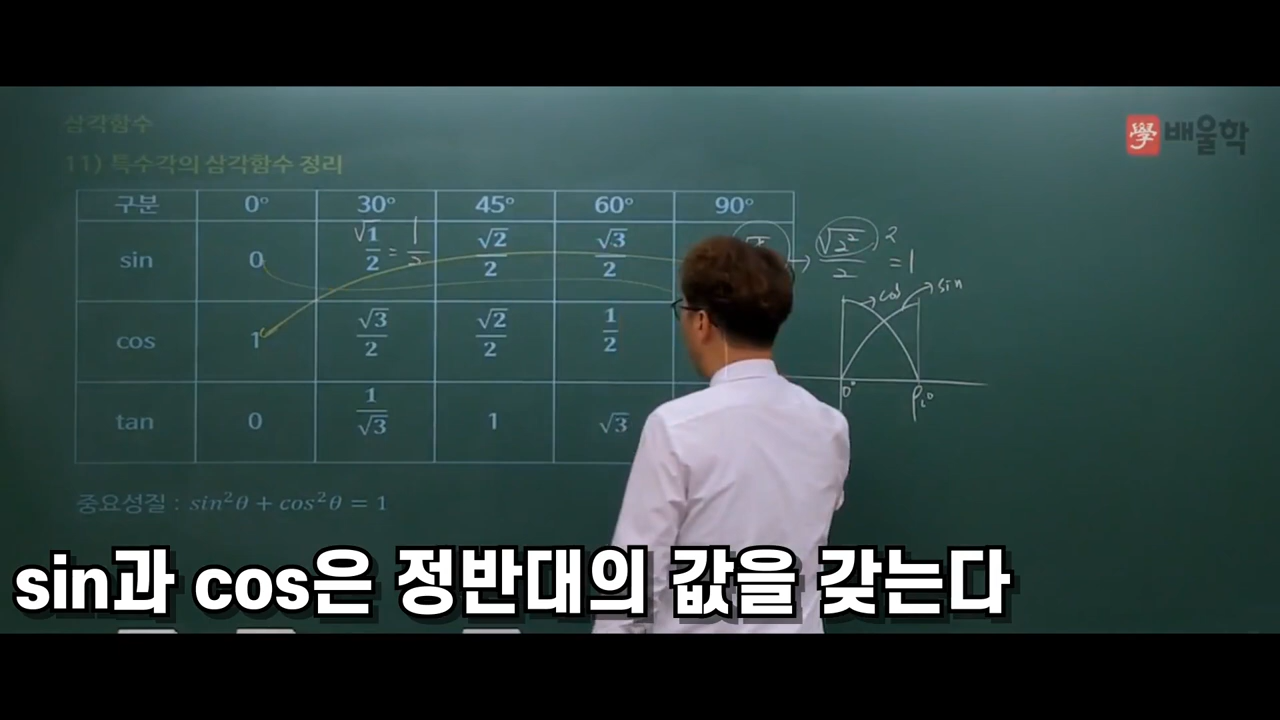 삼각함수
學 배울학
11) 특수각의 삼각함수 정리
구분 0° 30° 45° 60° 90°
sin 0 √1/2 = 1/2 √2/2 √3/2 → √2²/2 = 1
cos 1 √3/2 √2/2 1/2
tan 0 1/√3 1 √3
cos sin
0°
중요성질 : sin²θ + cos²θ = 1
sin과 cos은 정반대의 값을 갖는다